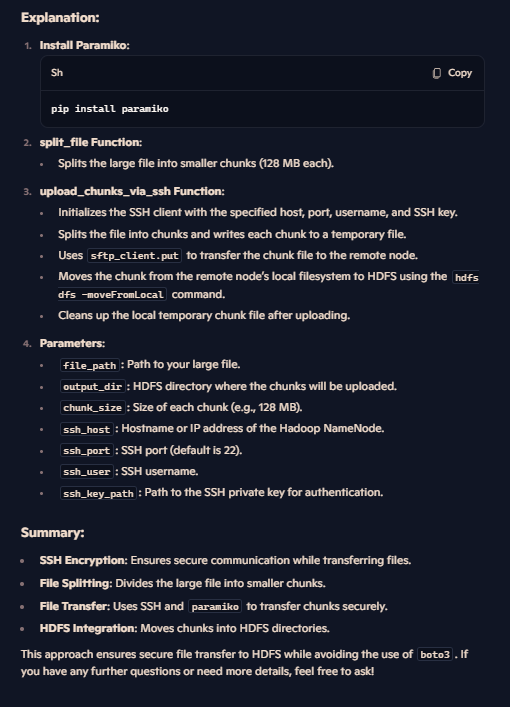 Explanation:
1. Install Paramiko:
Sh
Copy
pip install paramiko
2. split_file Function:
• Splits the large file into smaller chunks (128 MB each).
3. upload_chunks_via_ssh Function:
• Initializes the SSH client with the specified host, port, username, and SSH key.
• Splits the file into chunks and writes each chunk to a temporary file.
• Uses sftp_client.put to transfer the chunk file to the remote node.
• Moves the chunk from the remote node's local filesystem to HDFS using the hdfs
dfs -moveFromLocal command.
• Cleans up the local temporary chunk file after uploading.
4. Parameters:
• file_path: Path to your large file.
• output_dir: HDFS directory where the chunks will be uploaded.
• chunk_size: Size of each chunk (e.g., 128 MB).
• ssh_host: Hostname or IP address of the Hadoop NameNode.
• ssh_port: SSH port (default is 22).
• ssh_user: SSH username.
• ssh_key_path: Path to the SSH private key for authentication.
Summary:
• SSH Encryption: Ensures secure communication while transferring files.
• File Splitting: Divides the large file into smaller chunks.
• File Transfer: Uses SSH and paramiko to transfer chunks securely.
• HDFS Integration: Moves chunks into HDFS directories.
This approach ensures secure file transfer to HDFS while avoiding the use of boto3. If
you have any further questions or need more details, feel free to ask!